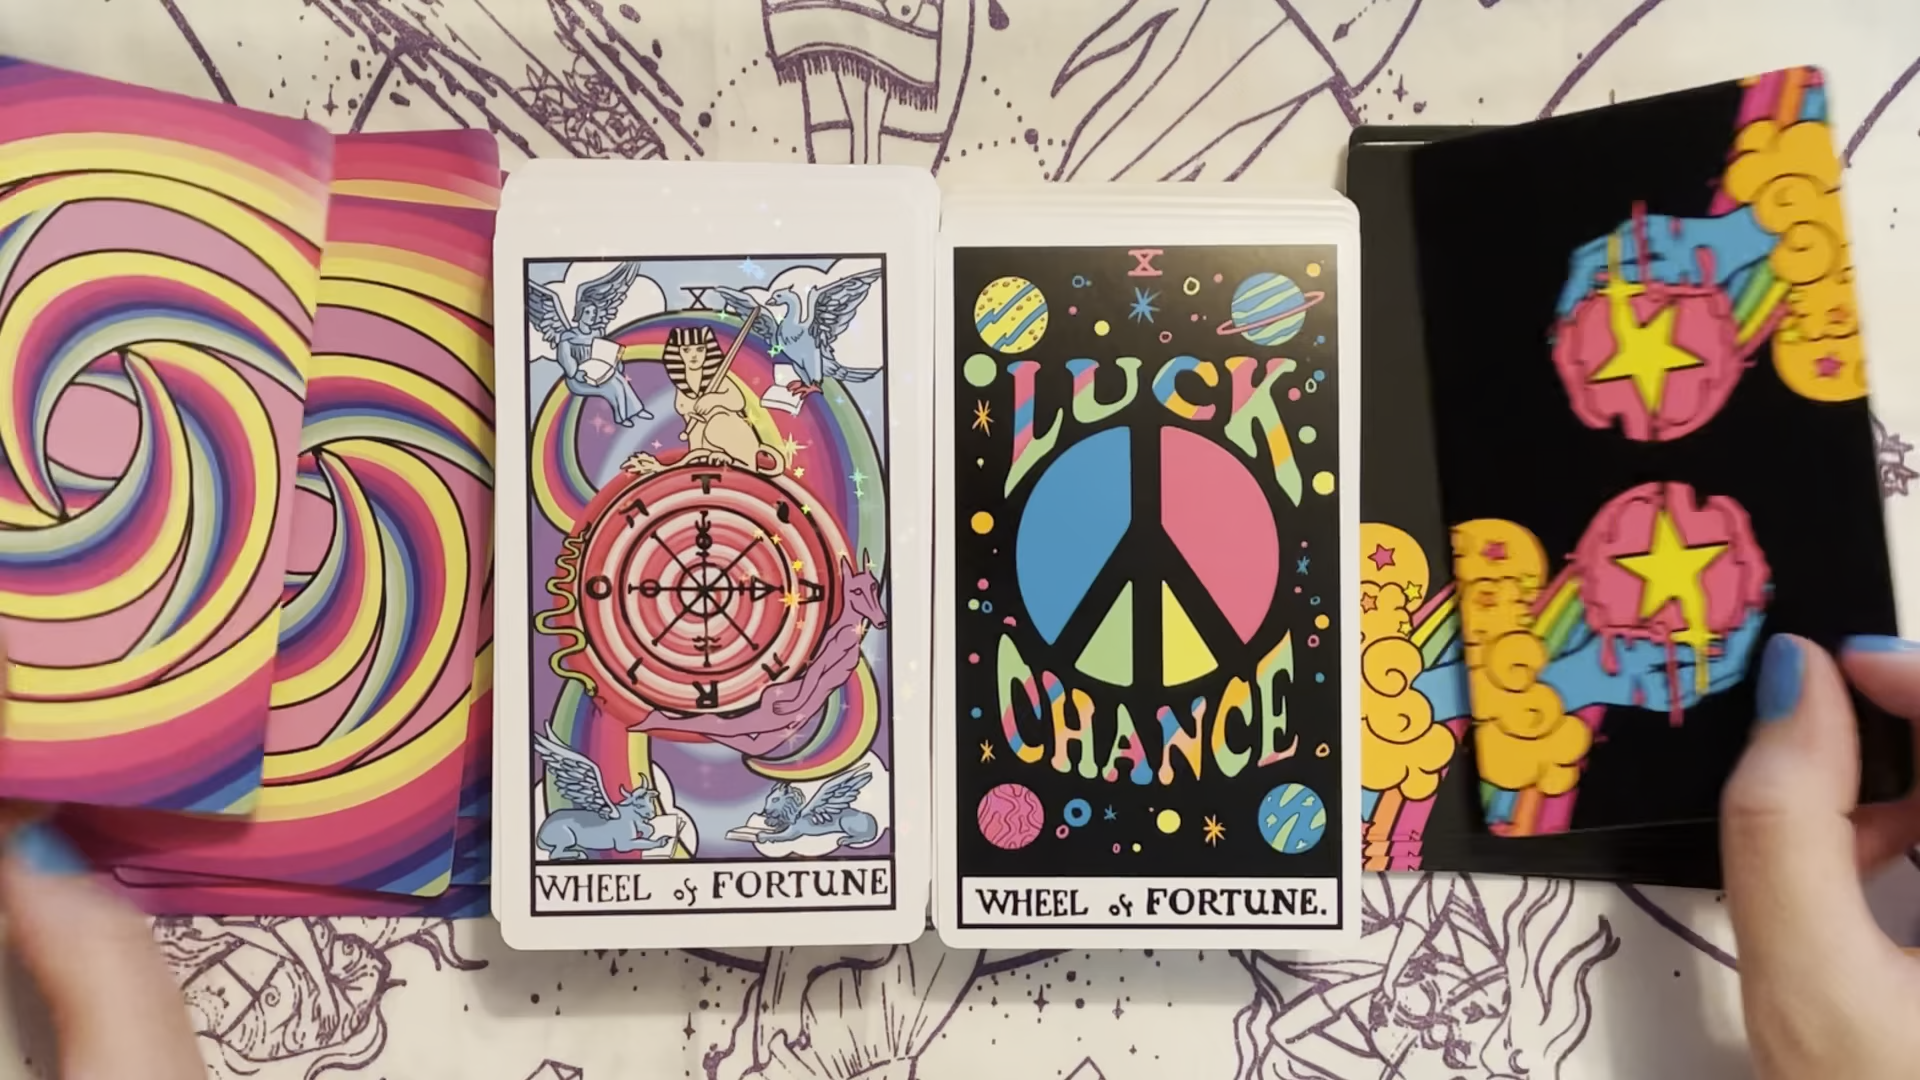 X
T
A
R
O
WHEEL of FORTUNE
X
LUCK
CHANCE
WHEEL of FORTUNE.